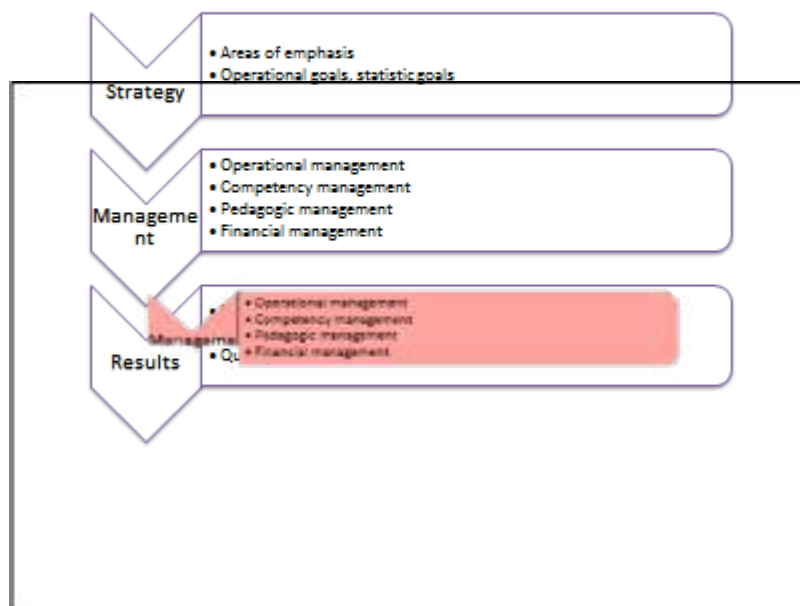 • Areas of emphasis
• Operational goals, statistic goals
Strategy
• Operational management
• Competency management
• Pedagogic management
• Financial management
Manageme
nt
• Operational management
• Competency management
• Pedagogic management
• Financial management
Manageme
Results